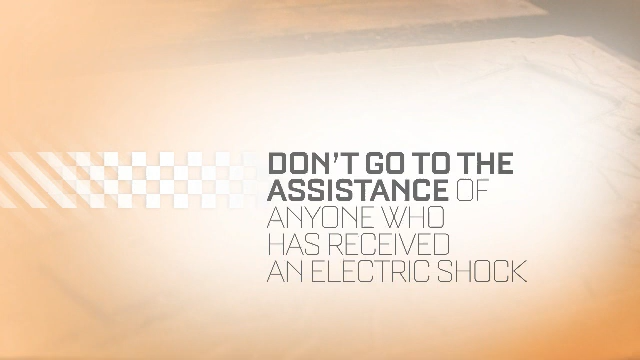 DON'T GO TO THE
ASSISTANCE OF
ANYONE WHO
HAS RECEIVED
AN ELECTRIC SHOCK